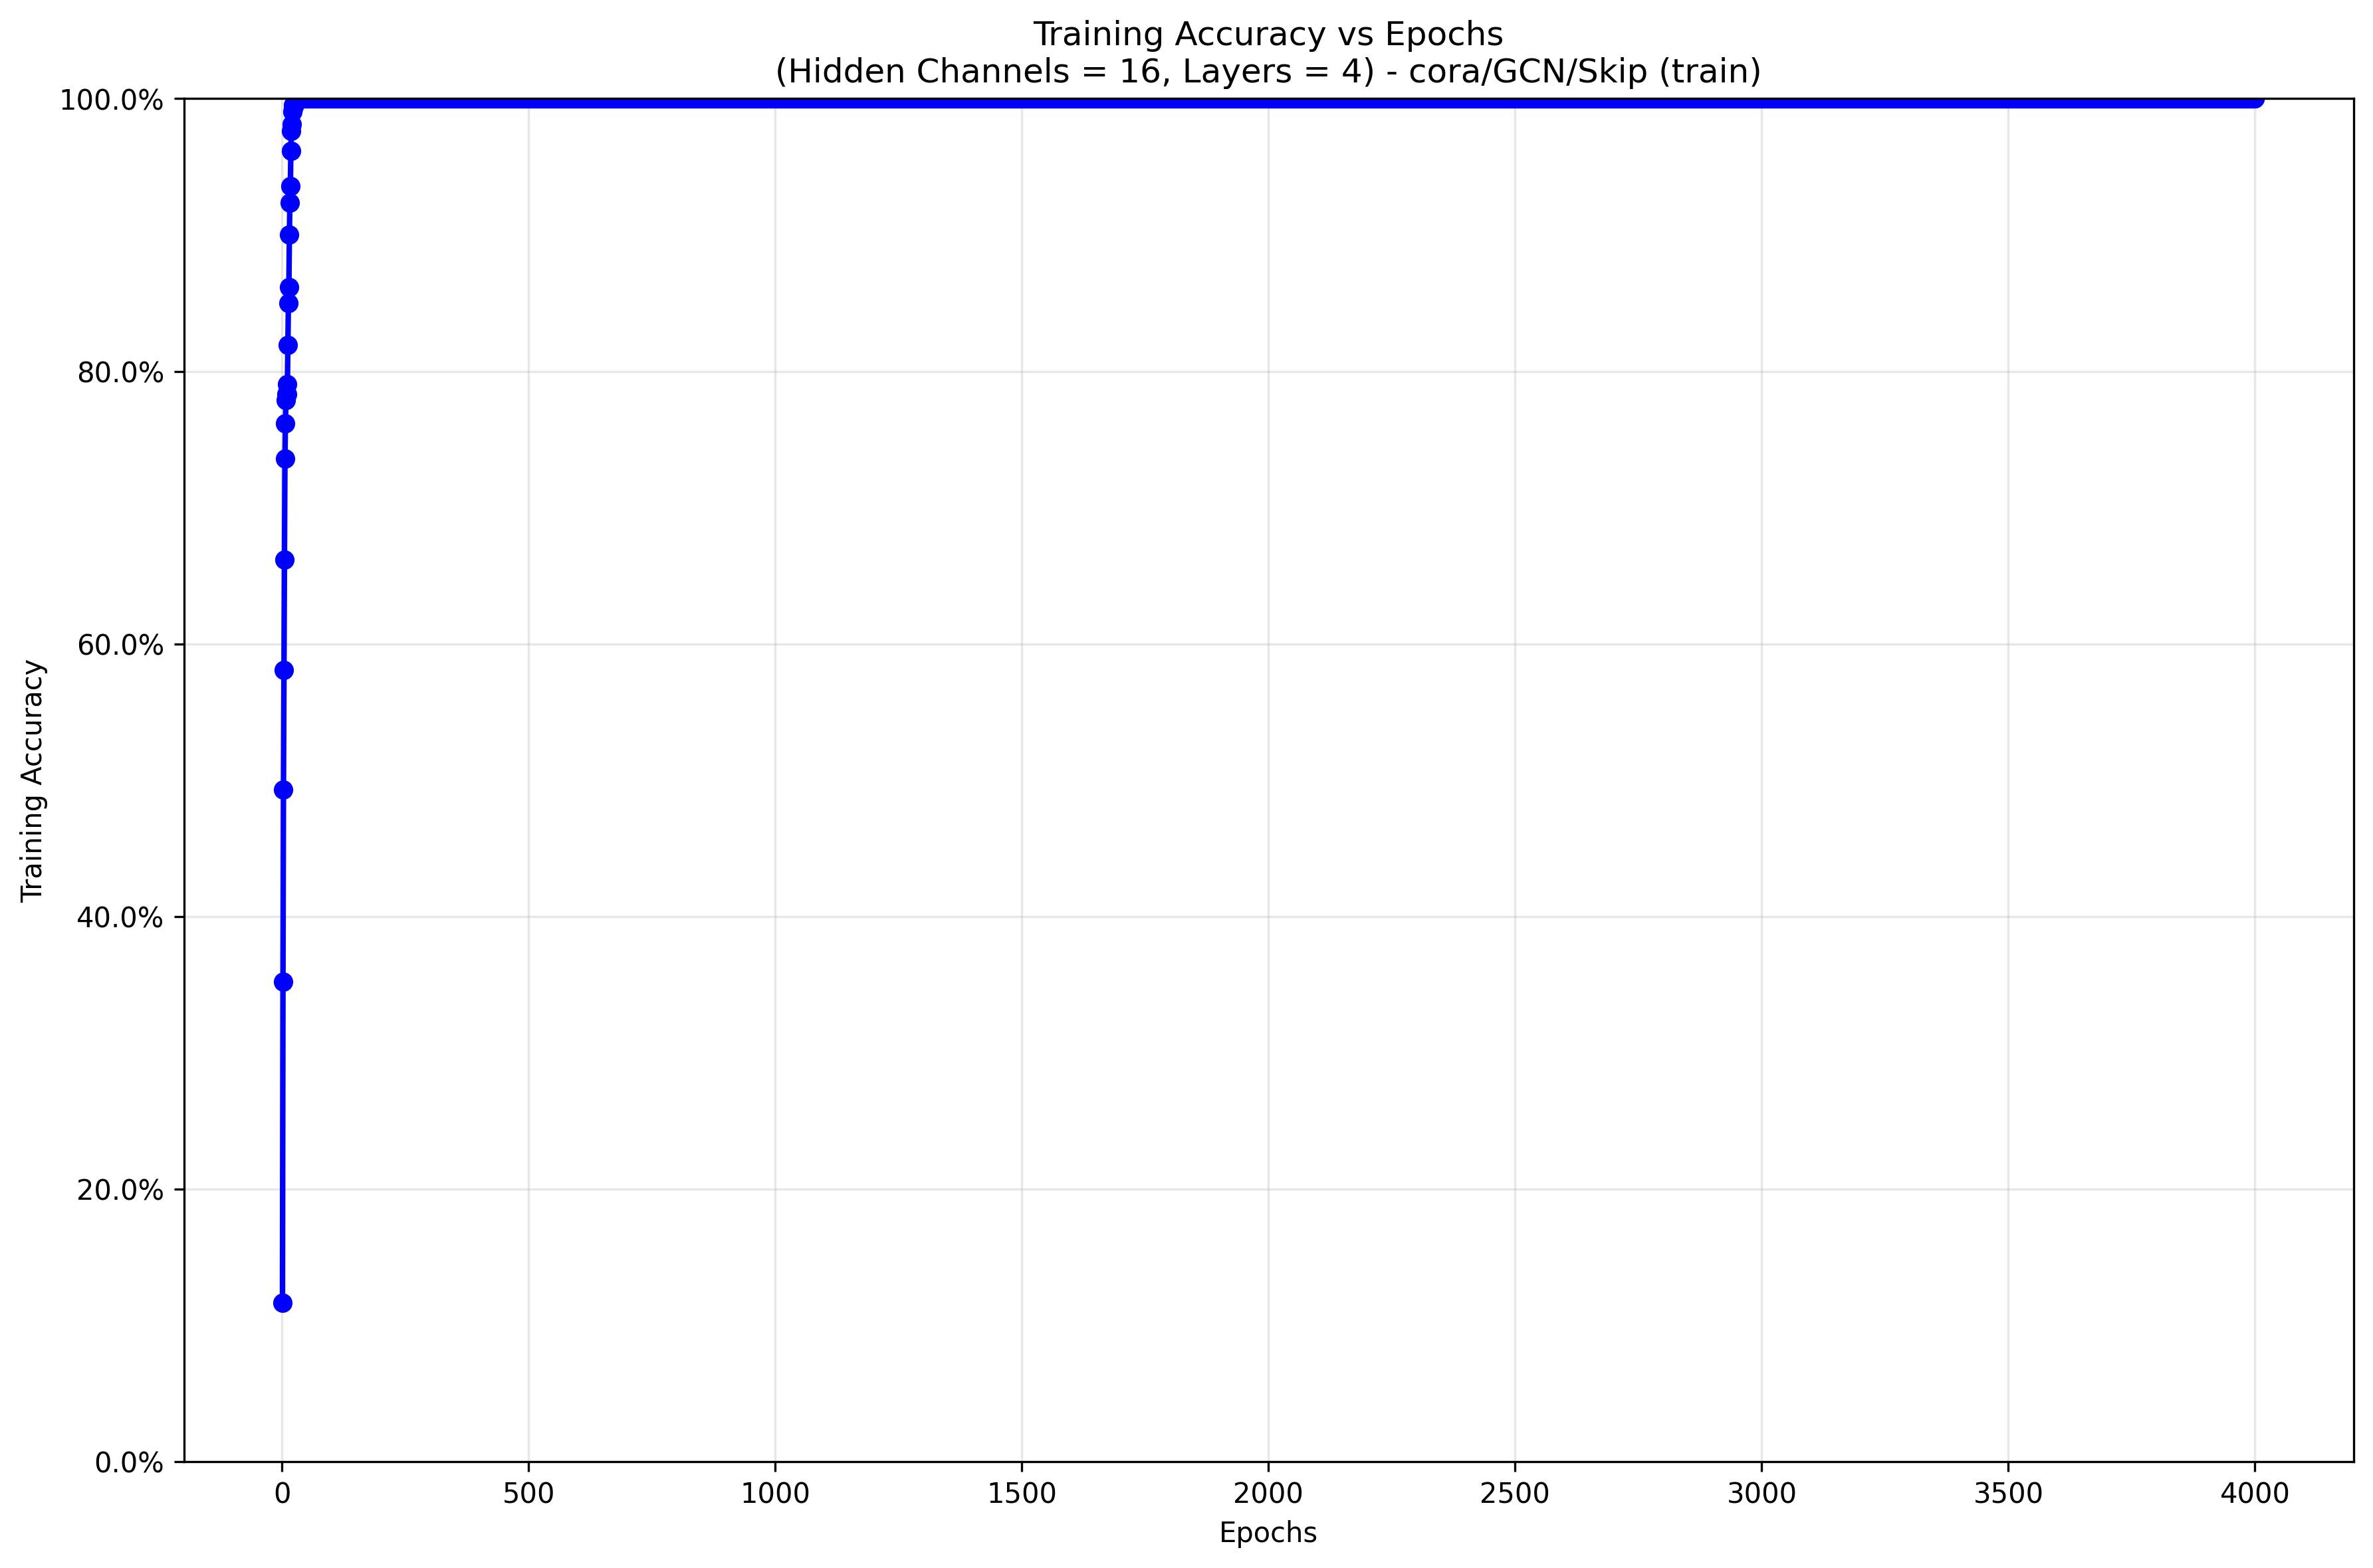 Training Accuracy vs Epochs
(Hidden Channels = 16, Layers = 4) - cora/GCN/Skip (train)
Training Accuracy
100.0%
80.0%
60.0%
40.0%
20.0%
0.0%
0 500 1000 1500 2000 2500 3000 3500 4000
Epochs